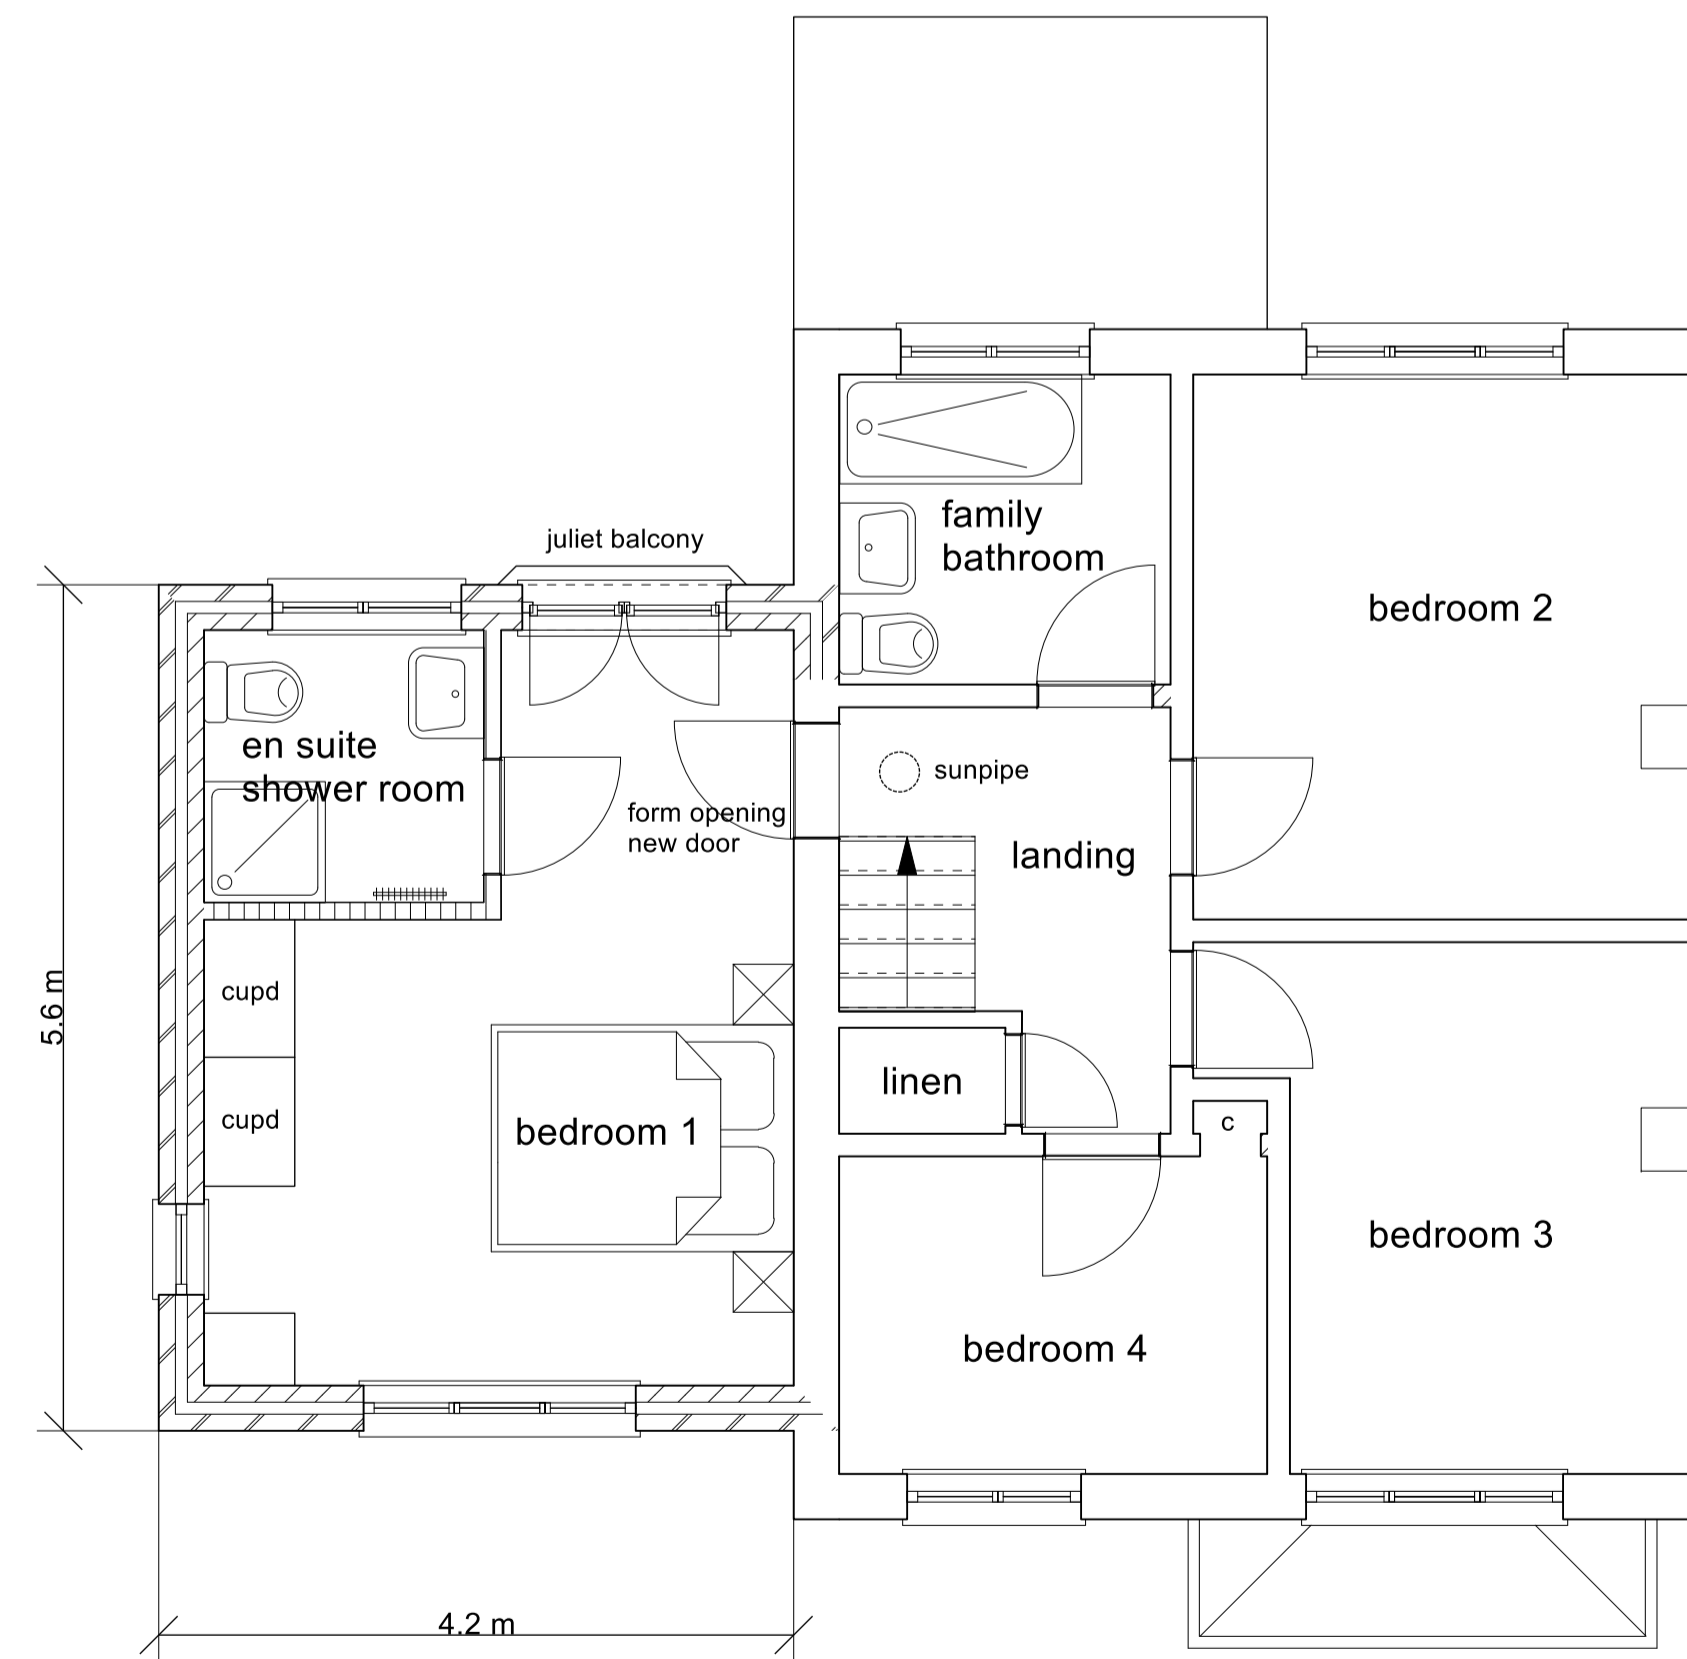 juliet balcony
family
bathroom
bedroom 2
en suite
shower room
sunpipe
form opening
new door
landing
cupd
5.6 m
linen
cupd
c
bedroom 1
bedroom 3
bedroom 4
4.2 m